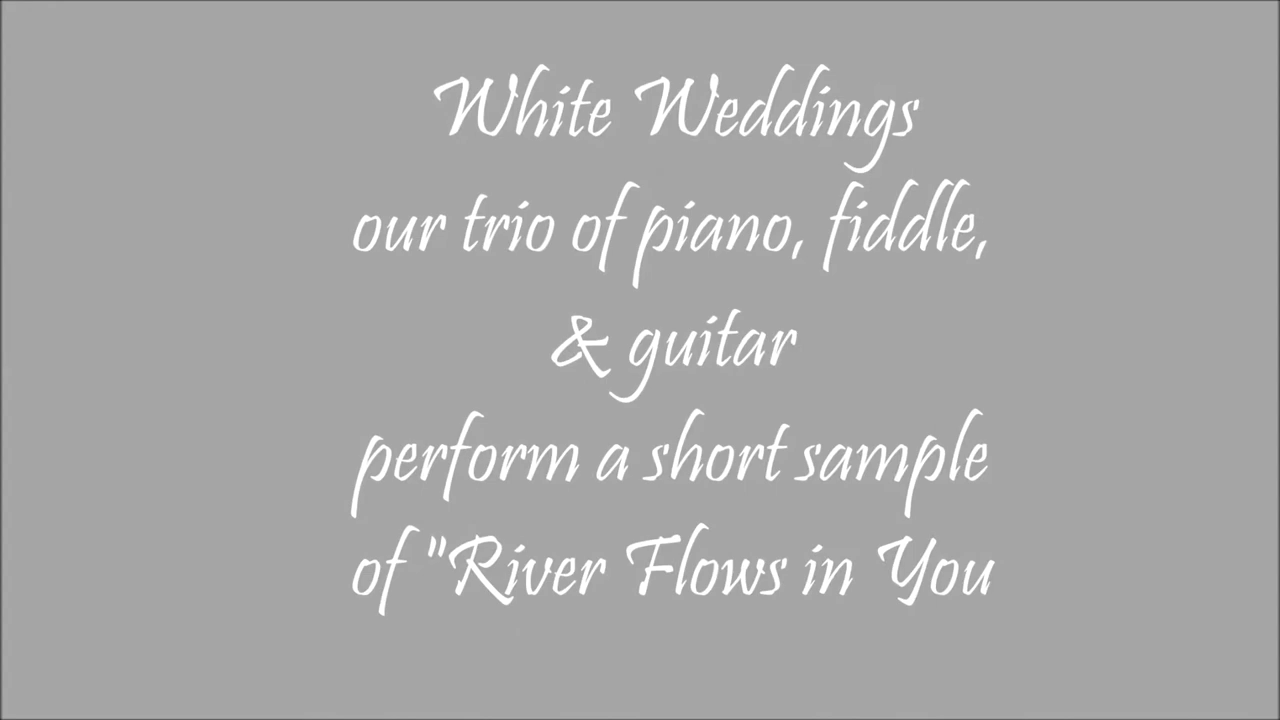 White Weddings
our trio of piano, fiddle,
& guitar
perform a short sample
of "River Flows in You